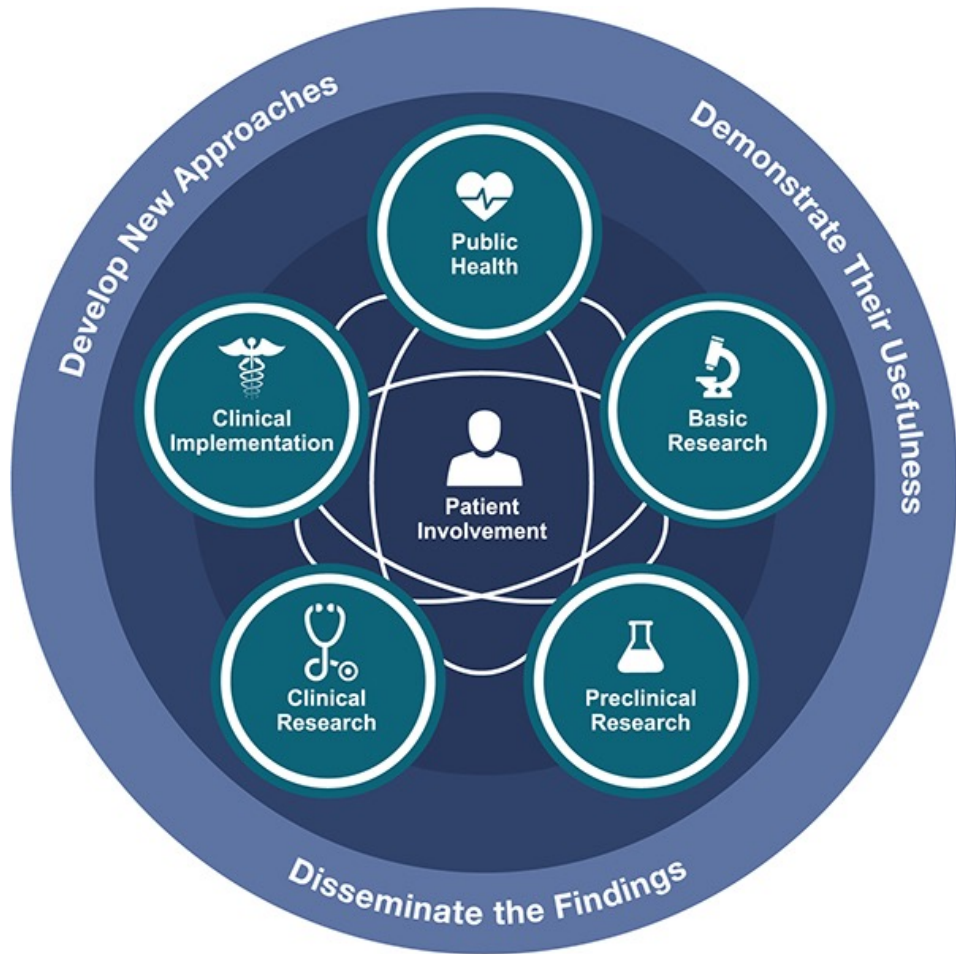 Develop New Approaches
Demonstrate Their Usefulness
Public
Health
Clinical
Implementation
Basic
Research
Patient
Involvement
Clinical
Research
Preclinical
Research
Disseminate the Findings